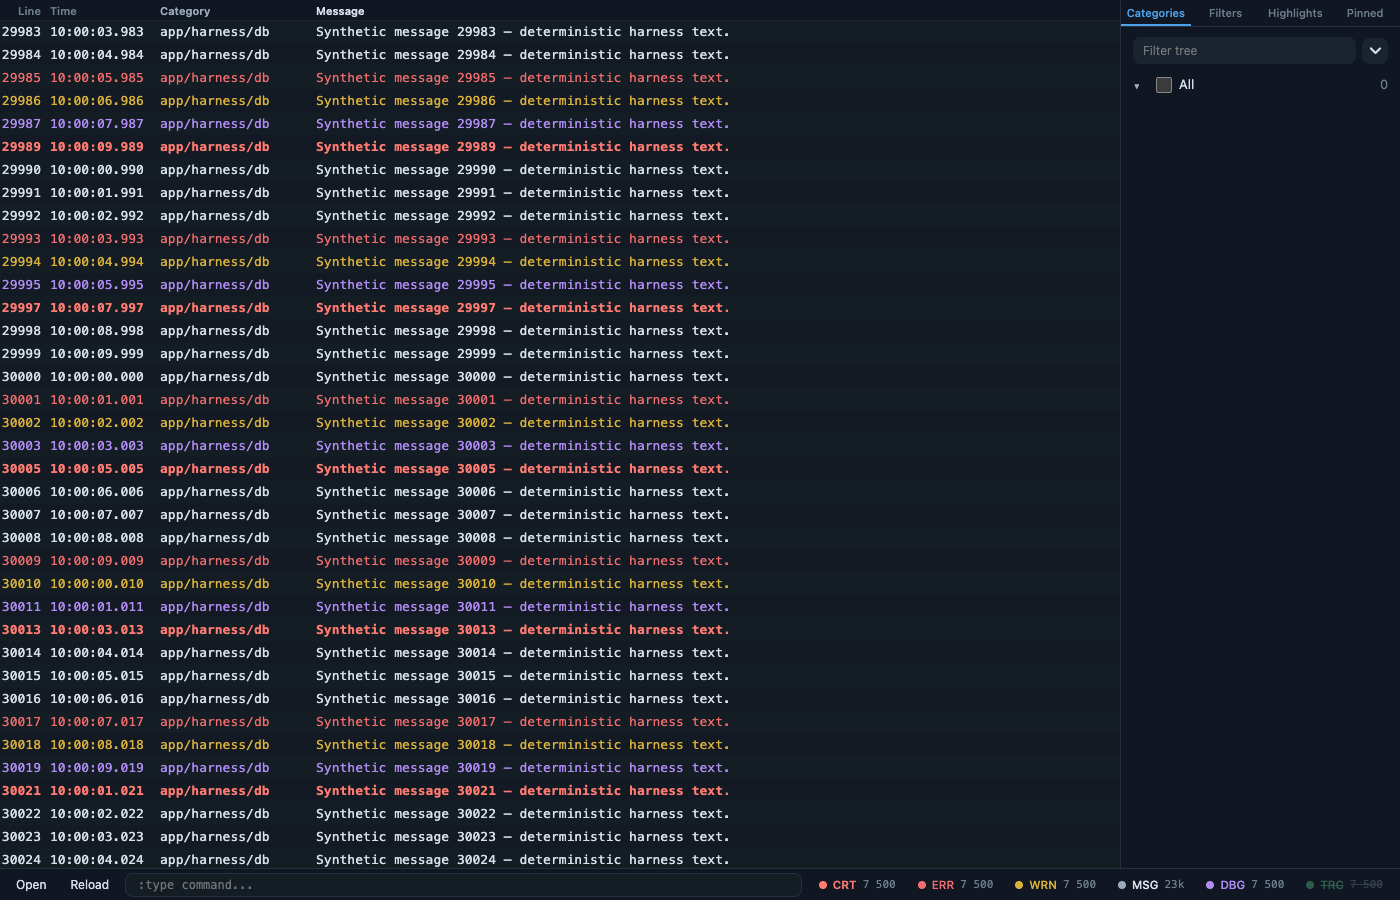 Line Time Category Message
29983 10:00:03.983 app/harness/db Synthetic message 29983 — deterministic harness text.
29984 10:00:04.984 app/harness/db Synthetic message 29984 — deterministic harness text.
29985 10:00:05.985 app/harness/db Synthetic message 29985 — deterministic harness text.
29986 10:00:06.986 app/harness/db Synthetic message 29986 — deterministic harness text.
29987 10:00:07.987 app/harness/db Synthetic message 29987 — deterministic harness text.
29989 10:00:09.989 app/harness/db Synthetic message 29989 — deterministic harness text.
29990 10:00:00.990 app/harness/db Synthetic message 29990 — deterministic harness text.
29991 10:00:01.991 app/harness/db Synthetic message 29991 — deterministic harness text.
29992 10:00:02.992 app/harness/db Synthetic message 29992 — deterministic harness text.
29993 10:00:03.993 app/harness/db Synthetic message 29993 — deterministic harness text.
29994 10:00:04.994 app/harness/db Synthetic message 29994 — deterministic harness text.
29995 10:00:05.995 app/harness/db Synthetic message 29995 — deterministic harness text.
29997 10:00:07.997 app/harness/db Synthetic message 29997 — deterministic harness text.
29998 10:00:08.998 app/harness/db Synthetic message 29998 — deterministic harness text.
29999 10:00:09.999 app/harness/db Synthetic message 29999 — deterministic harness text.
30000 10:00:00.000 app/harness/db Synthetic message 30000 — deterministic harness text.
30001 10:00:01.001 app/harness/db Synthetic message 30001 — deterministic harness text.
30002 10:00:02.002 app/harness/db Synthetic message 30002 — deterministic harness text.
30003 10:00:03.003 app/harness/db Synthetic message 30003 — deterministic harness text.
30005 10:00:05.005 app/harness/db Synthetic message 30005 — deterministic harness text.
30006 10:00:06.006 app/harness/db Synthetic message 30006 — deterministic harness text.
30007 10:00:07.007 app/harness/db Synthetic message 30007 — deterministic harness text.
30008 10:00:08.008 app/harness/db Synthetic message 30008 — deterministic harness text.
30009 10:00:09.009 app/harness/db Synthetic message 30009 — deterministic harness text.
30010 10:00:00.010 app/harness/db Synthetic message 30010 — deterministic harness text.
30011 10:00:01.011 app/harness/db Synthetic message 30011 — deterministic harness text.
30013 10:00:03.013 app/harness/db Synthetic message 30013 — deterministic harness text.
30014 10:00:04.014 app/harness/db Synthetic message 30014 — deterministic harness text.
30015 10:00:05.015 app/harness/db Synthetic message 30015 — deterministic harness text.
30016 10:00:06.016 app/harness/db Synthetic message 30016 — deterministic harness text.
30017 10:00:07.017 app/harness/db Synthetic message 30017 — deterministic harness text.
30018 10:00:08.018 app/harness/db Synthetic message 30018 — deterministic harness text.
30019 10:00:09.019 app/harness/db Synthetic message 30019 — deterministic harness text.
30021 10:00:01.021 app/harness/db Synthetic message 30021 — deterministic harness text.
30022 10:00:02.022 app/harness/db Synthetic message 30022 — deterministic harness text.
30023 10:00:03.023 app/harness/db Synthetic message 30023 — deterministic harness text.
30024 10:00:04.024 app/harness/db Synthetic message 30024 — deterministic harness text.
Categories Filters Highlights Pinned
Filter tree
All 0
Open Reload :type command... CRT 7 500 ERR 7 500 WRN 7 500 MSG 23k DBG 7 500 TRC 7 500